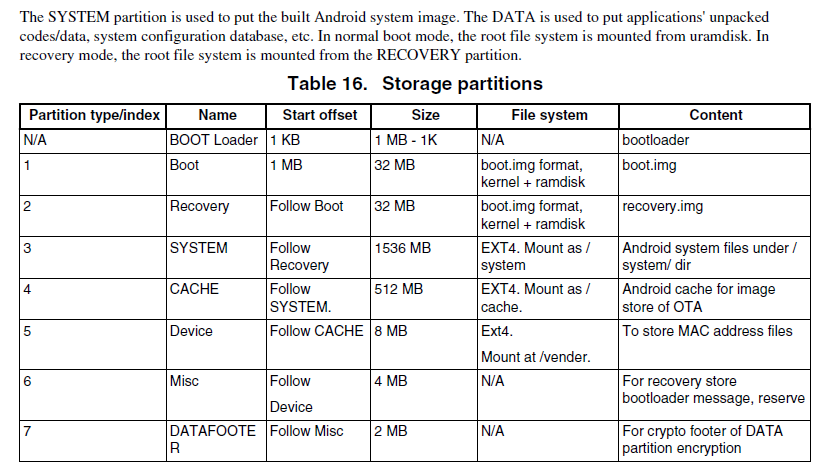 The SYSTEM partition is used to put the built Android system image. The DATA is used to put applications' unpacked
codes/data, system configuration database, etc. In normal boot mode, the root file system is mounted from uramdisk. In
recovery mode, the root file system is mounted from the RECOVERY partition.
Table 16. Storage partitions
Partition type/index Name Start offset Size File system Content
N/A BOOT Loader 1 KB 1 MB - 1K N/A bootloader
1 Boot 1 MB 32 MB boot.img format, boot.img
kernel + ramdisk
2 Recovery Follow Boot 32 MB boot.img format, recovery.img
kernel + ramdisk
3 SYSTEM Follow 1536 MB EXT4. Mount as / Android system files under /
Recovery system system/ dir
4 CACHE Follow 512 MB EXT4. Mount as / Android cache for image
SYSTEM. cache. store of OTA
5 Device Follow CACHE 8 MB Ext4. To store MAC address files
Mount at /vender.
6 Misc Follow 4 MB N/A For recovery store
Device bootloader message, reserve
7 DATAFOOTE Follow Misc 2 MB N/A For crypto footer of DATA
R partition encryption